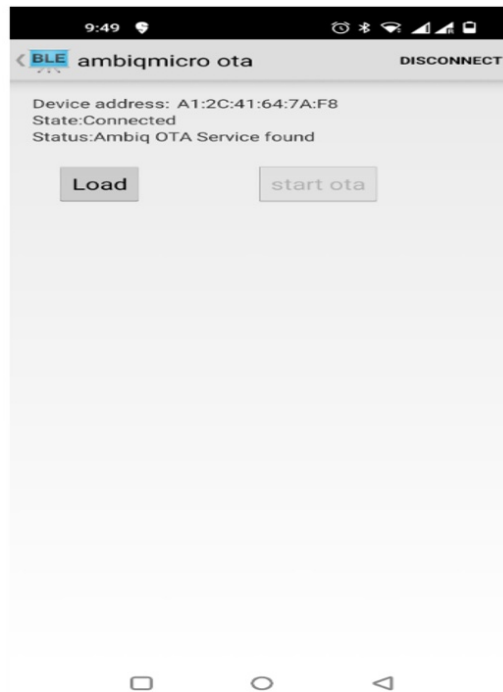 9:49
BLE ambiqmicro ota DISCONNECT
Device address: A1:2C:41:64:7A:F8
State:Connected
Status:Ambiq OTA Service found
Load start ota